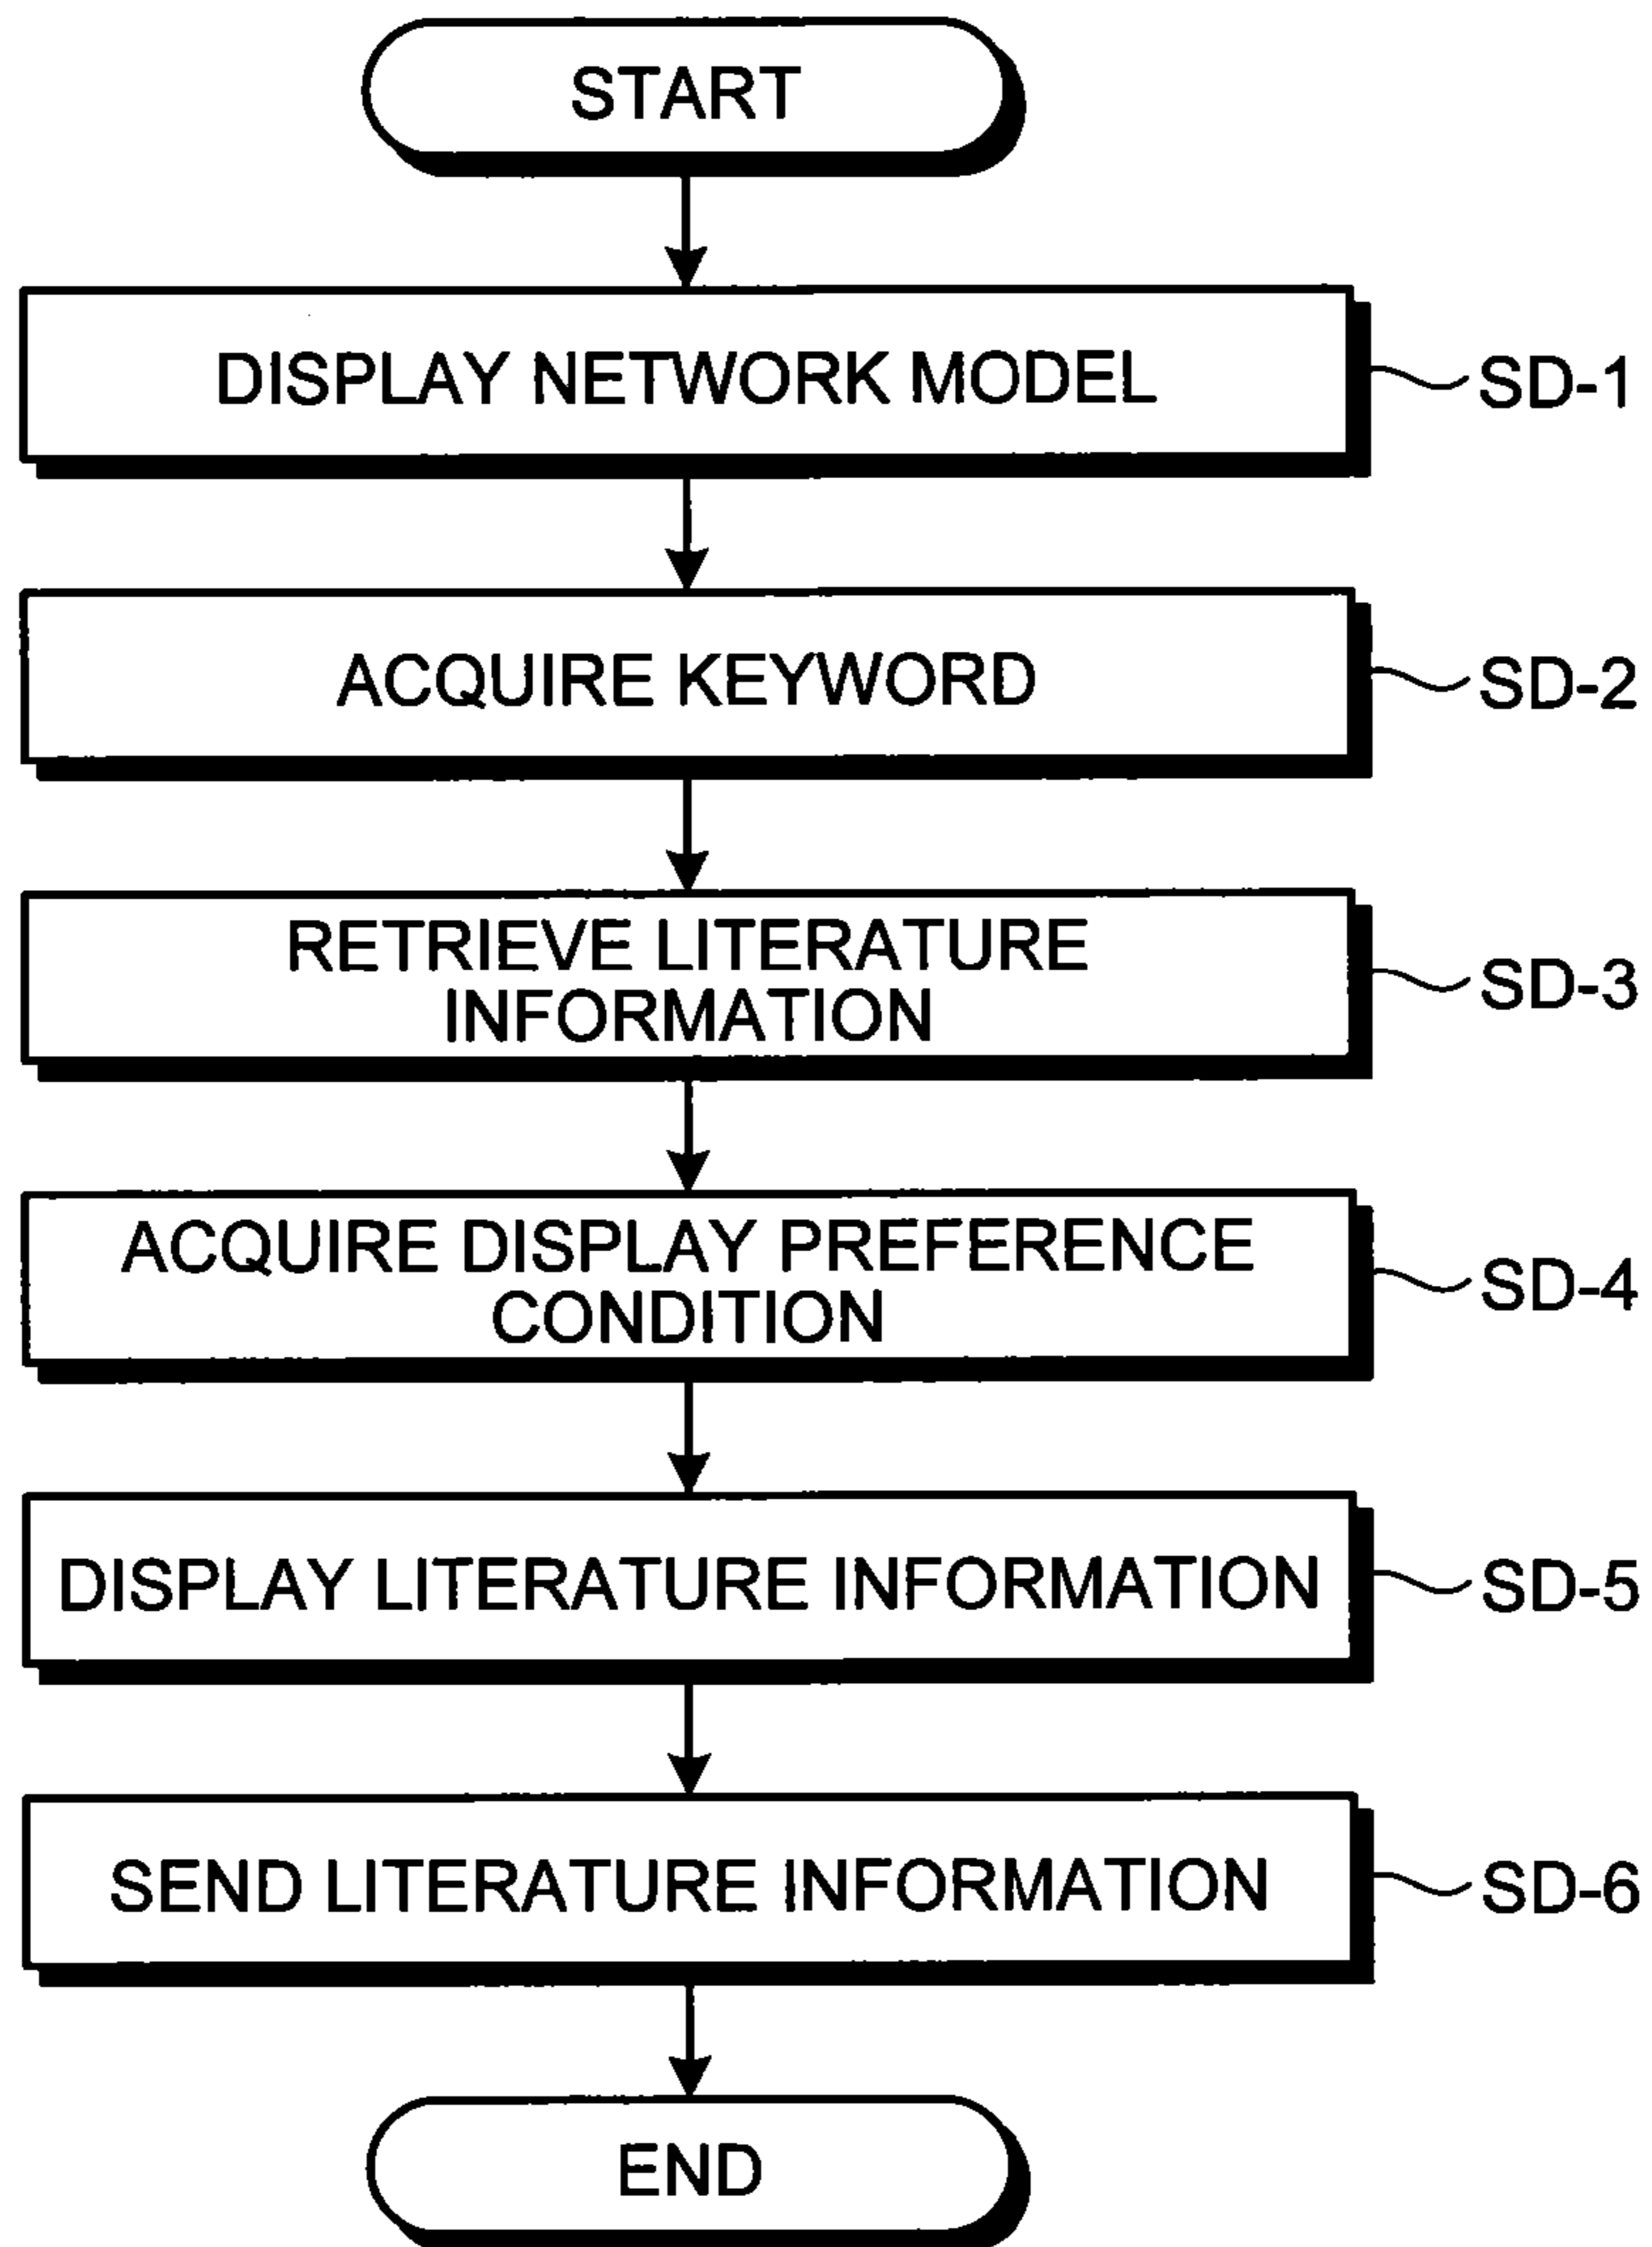 START
DISPLAY NETWORK MODEL
SD-1
ACQUIRE KEYWORD
SD-2
RETRIEVE LITERATURE
INFORMATION
SD-3
ACQUIRE DISPLAY PREFERENCE
CONDITION
SD-4
DISPLAY LITERATURE INFORMATION
SD-5
SEND LITERATURE INFORMATION
SD-6
END